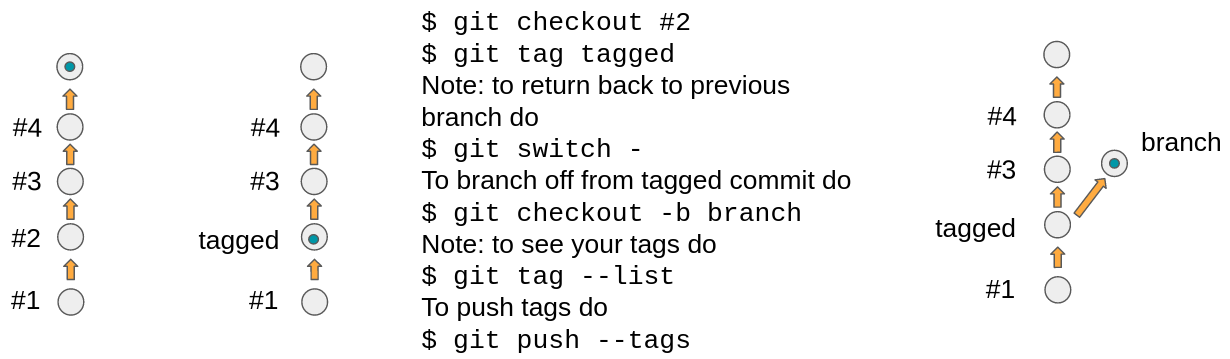 #4
#3
#2
#1
#4
#3
tagged
#1
$ git checkout #2
$ git tag tagged
Note: to return back to previous
branch do
$ git switch -
To branch off from tagged commit do
$ git checkout -b branch
Note: to see your tags do
$ git tag --list
To push tags do
$ git push --tags
#4
branch
#3
tagged
#1